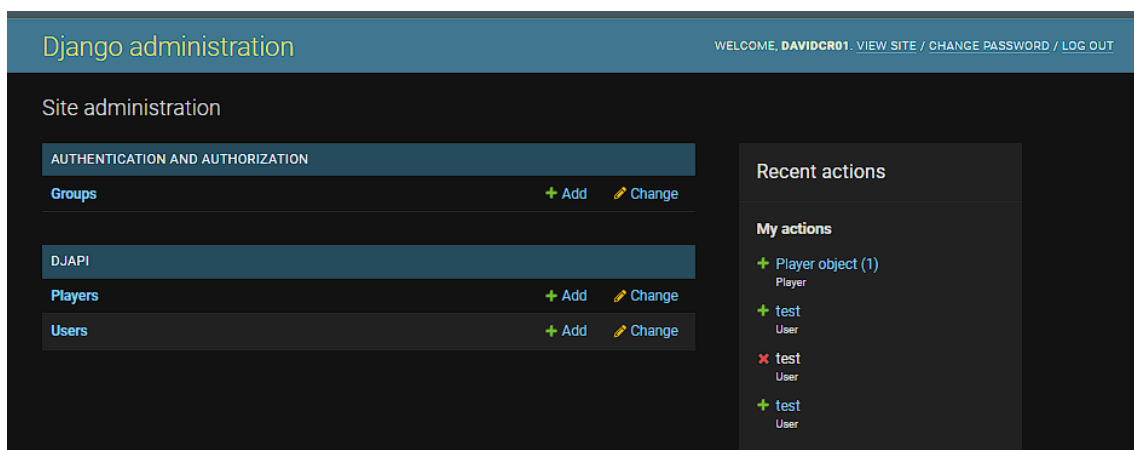 Django administration
WELCOME, DAVIDCR01. VIEW SITE / CHANGE PASSWORD / LOG OUT
Site administration
AUTHENTICATION AND AUTHORIZATION
Groups Add Change
DJAPI
Players Add Change
Users Add Change
Recent actions
My actions
Player object (1)
Player
test
User
test
User
test
User